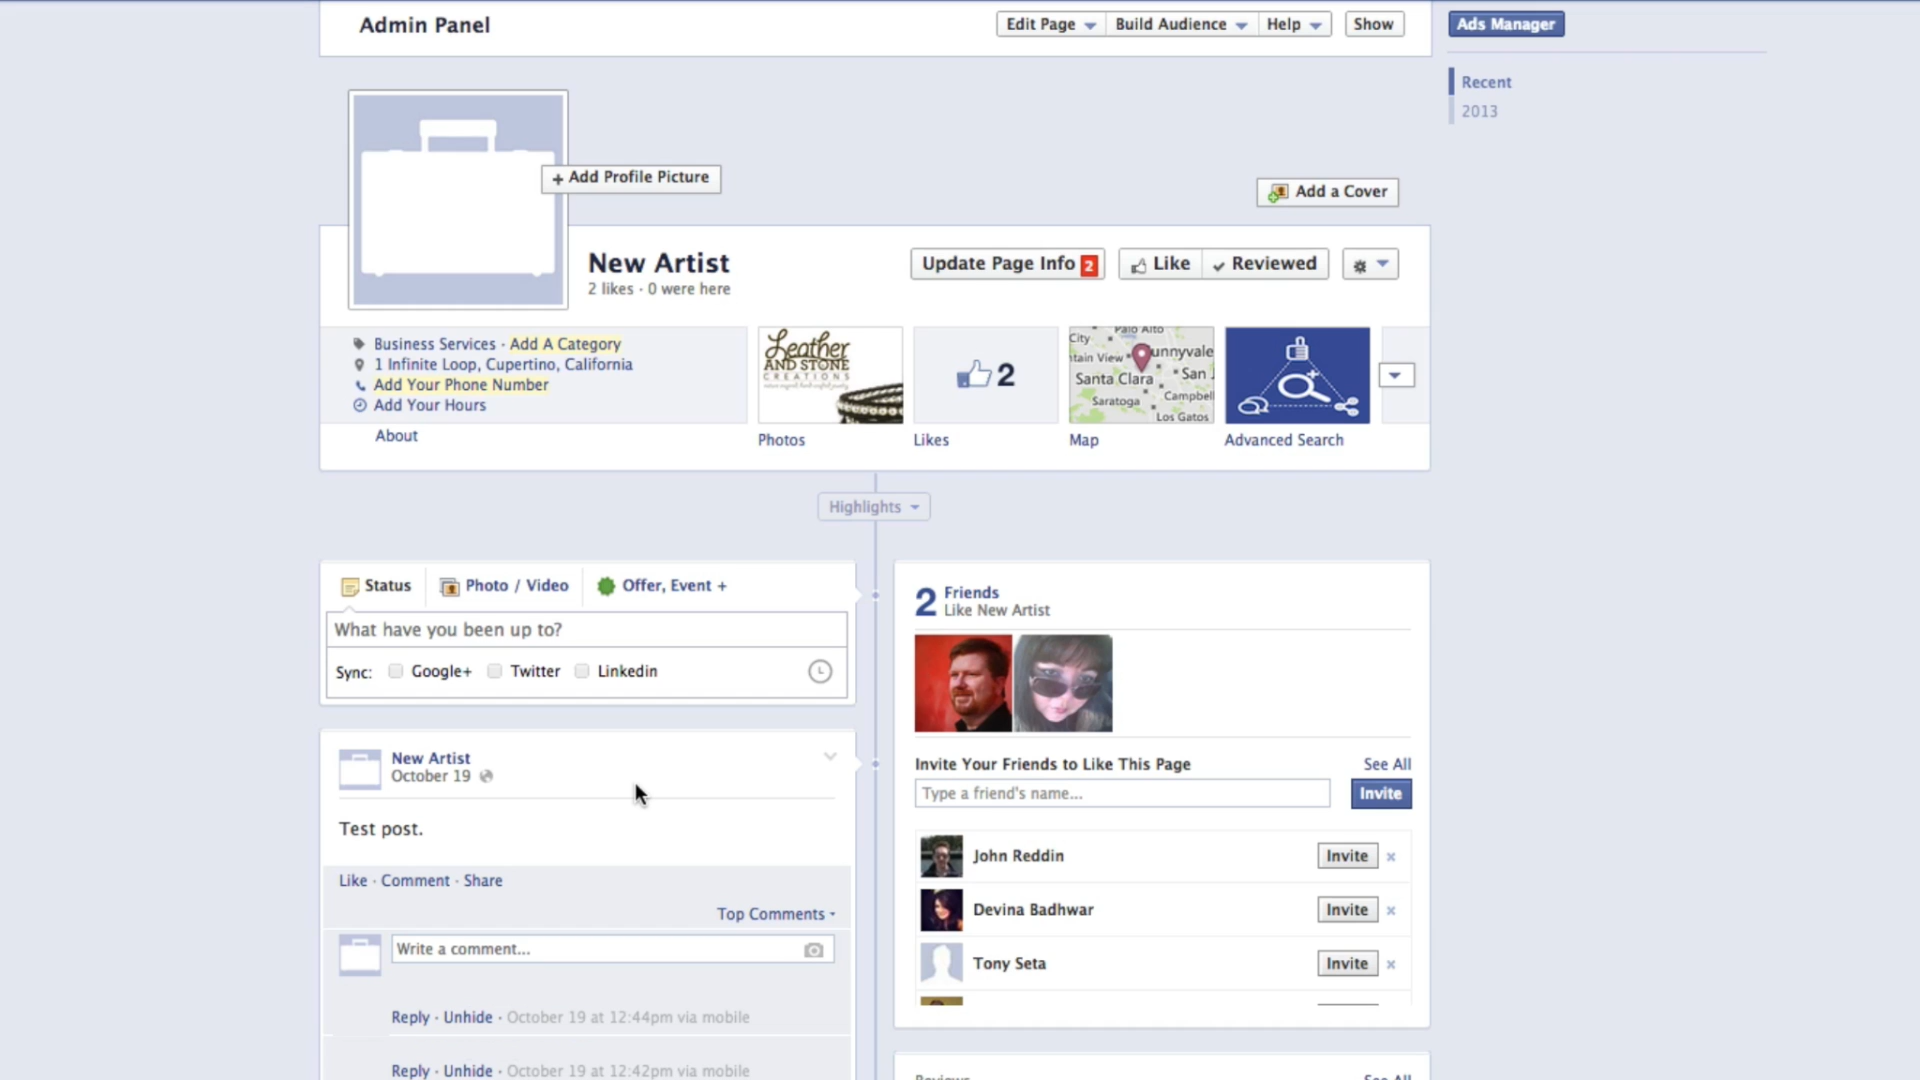 Admin Panel
Edit Page
Build Audience
Help
Show
Ads Manager
Recent
2013
+ Add Profile Picture
Add a Cover
New Artist
2 likes · 0 were here
Update Page Info 2
Like
Reviewed
Business Services · Add A Category
1 Infinite Loop, Cupertino, California
Add Your Phone Number
Add Your Hours
About
Leather
AND STONE
CREATIONS
Photos
2
Likes
Palo Alto
City
tain View
unnyvale
Santa Clara
San J
Saratoga
Campbel
Los Gatos
Map
Advanced Search
Highlights
Status
Photo / Video
Offer, Event +
What have you been up to?
Sync:
Google+
Twitter
Linkedin
New Artist
October 19
Test post.
Like · Comment · Share
Top Comments
Write a comment...
Reply · Unhide · October 19 at 12:44pm via mobile
Reply · Unhide · October 19 at 12:42pm via mobile
2 Friends
Like New Artist
Invite Your Friends to Like This Page
See All
Type a friend's name...
Invite
John Reddin
Invite
x
Devina Badhwar
Invite
x
Tony Seta
Invite
x
Reviews
See All